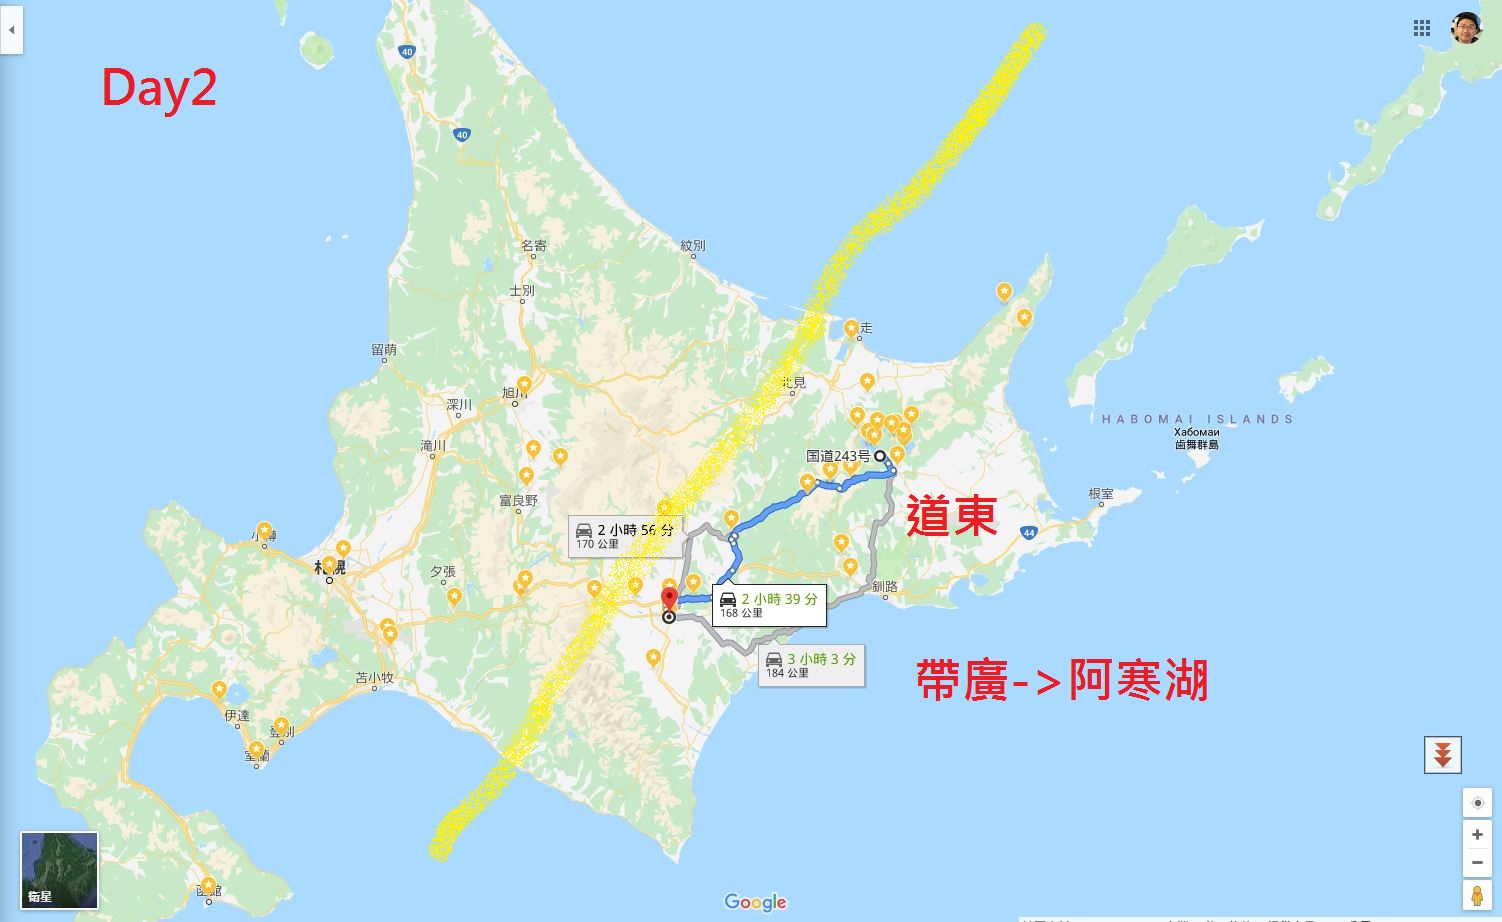 Day2
40
40
名寄
紋別
士別
留萌
深川
旭川
滝川
北見
HABOMAI ISLANDS
Хабомаи
歯舞群島
国道243号
富良野
根室
道東
44
2 小時 56 分
170 公里
札幌
夕張
釧路
2 小時 39 分
168 公里
3 小時 3 分
184 公里
帶廣->阿寒湖
苫小牧
伊達
登別
室蘭
函館
衛星
Google